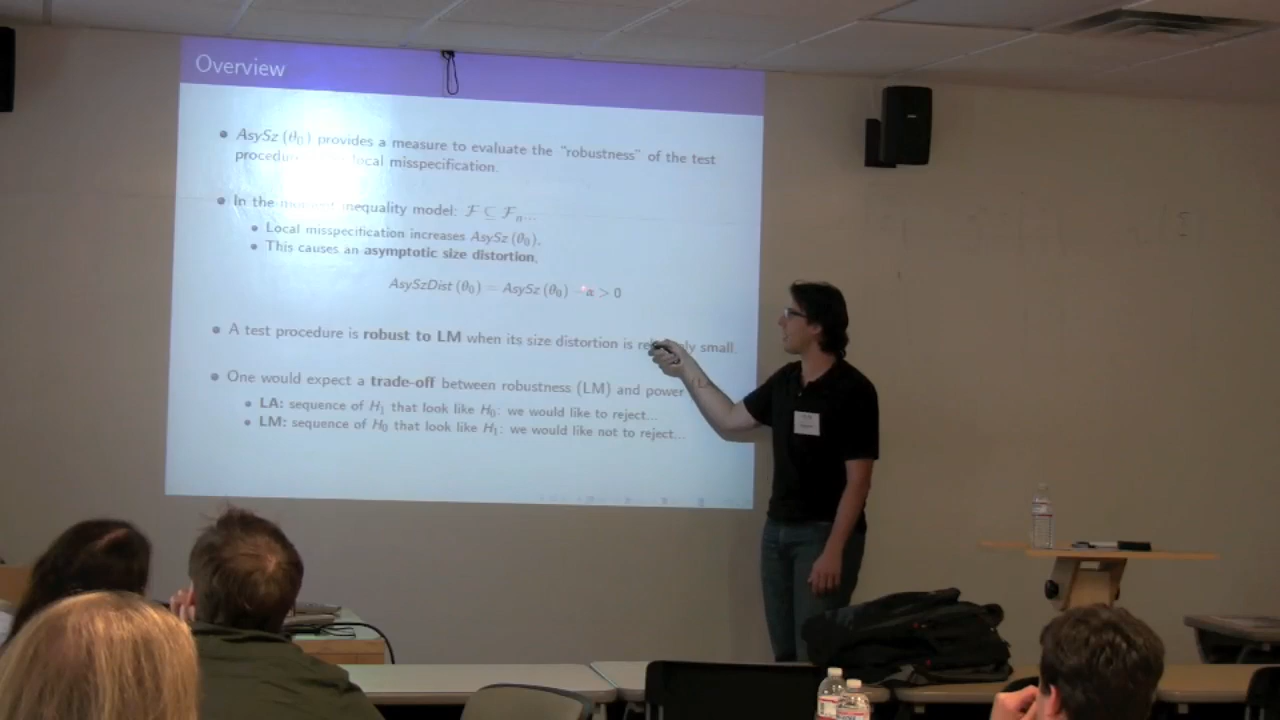 Overview
• AsySz (θ₀) provides a measure to evaluate the "robustness" of the test
local misspecification.
• In the inequality model: ℱ ⊆ ℱₙ...
• Local misspecification increases AsySz (θ₀).
• This causes an asymptotic size distortion,
AsySzDist (θ₀) = AsySz (θ₀) − α > 0
• A test procedure is robust to LM when its size distortion is small.
• One would expect a trade-off between robustness (LM) and power
• LA: sequence of H₁ that look like H₀: we would like to reject...
• LM: sequence of H₀ that look like H₁: we would like not to reject...